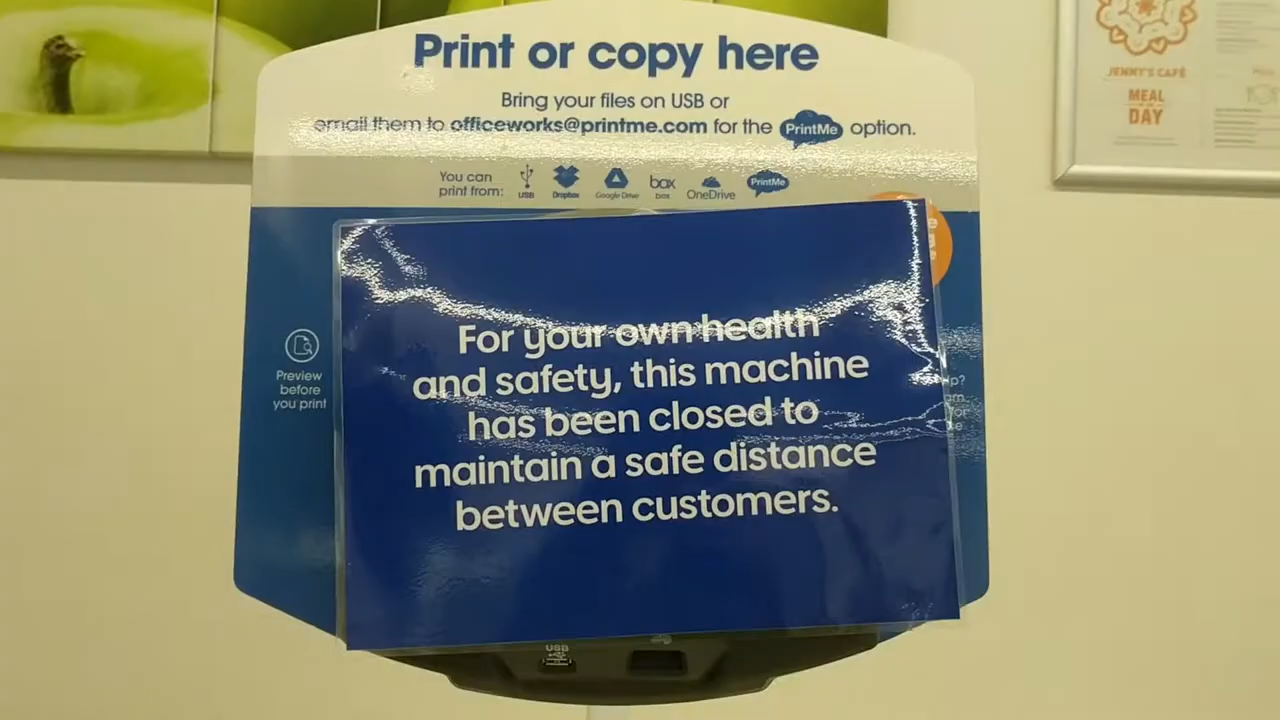 Print or copy here
Bring your files on USB or
email them to officeworks@printme.com for the PrintMe option.
You can
print from:
USB
Dropbox
Google Drive
box
box
OneDrive
PrintMe
For your own health
and safety, this machine
has been closed to
maintain a safe distance
between customers.
Preview
before
you print
p?
USB
JENNY'S CAFÉ
MEAL
DAY